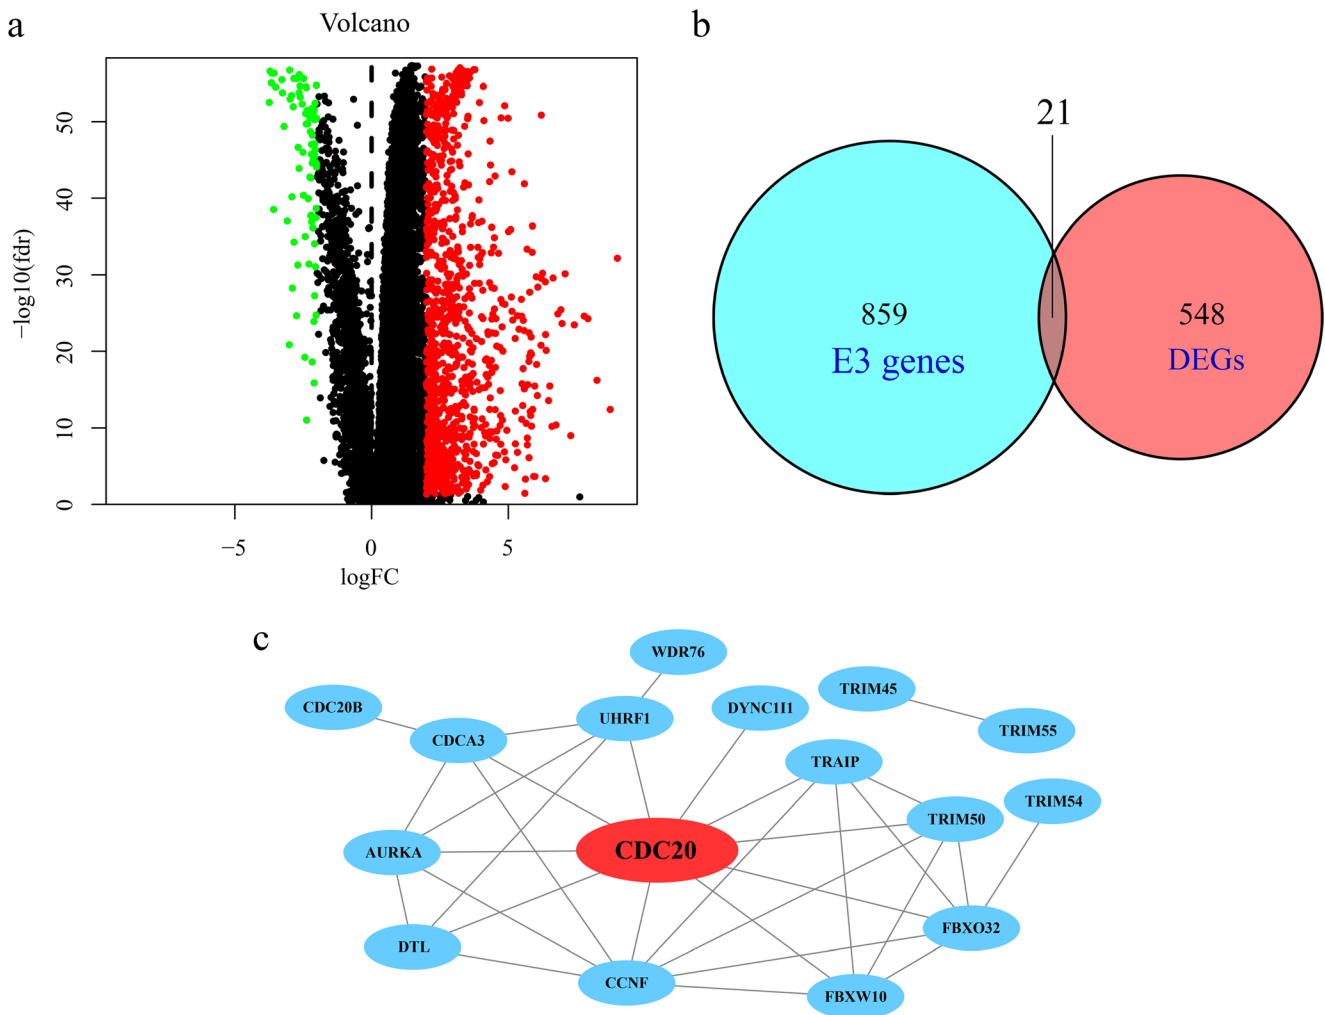 a
Volcano
−log10(fdr)
50
40
30
20
10
0
−5
0
5
logFC
b
21
859
E3 genes
548
DEGs
c
WDR76
CDC20B
UHRF1
DYNC1I1
TRIM45
CDCA3
TRIM55
TRAIP
TRIM54
TRIM50
AURKA
CDC20
FBXO32
DTL
CCNF
FBXW10